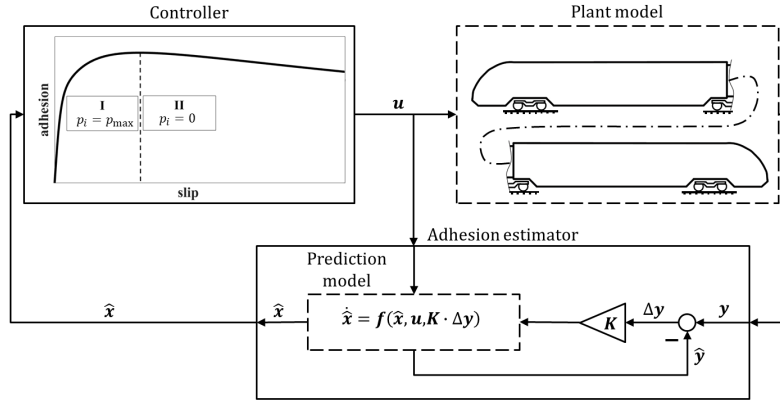 Controller
Plant model
adhesion
I
p_i = p_max
II
p_i = 0
slip
u
Adhesion estimator
Prediction
model
x̂
x̂
ẋ̂ = f(x̂, u, K · Δy)
K
Δy
y
−
ŷ